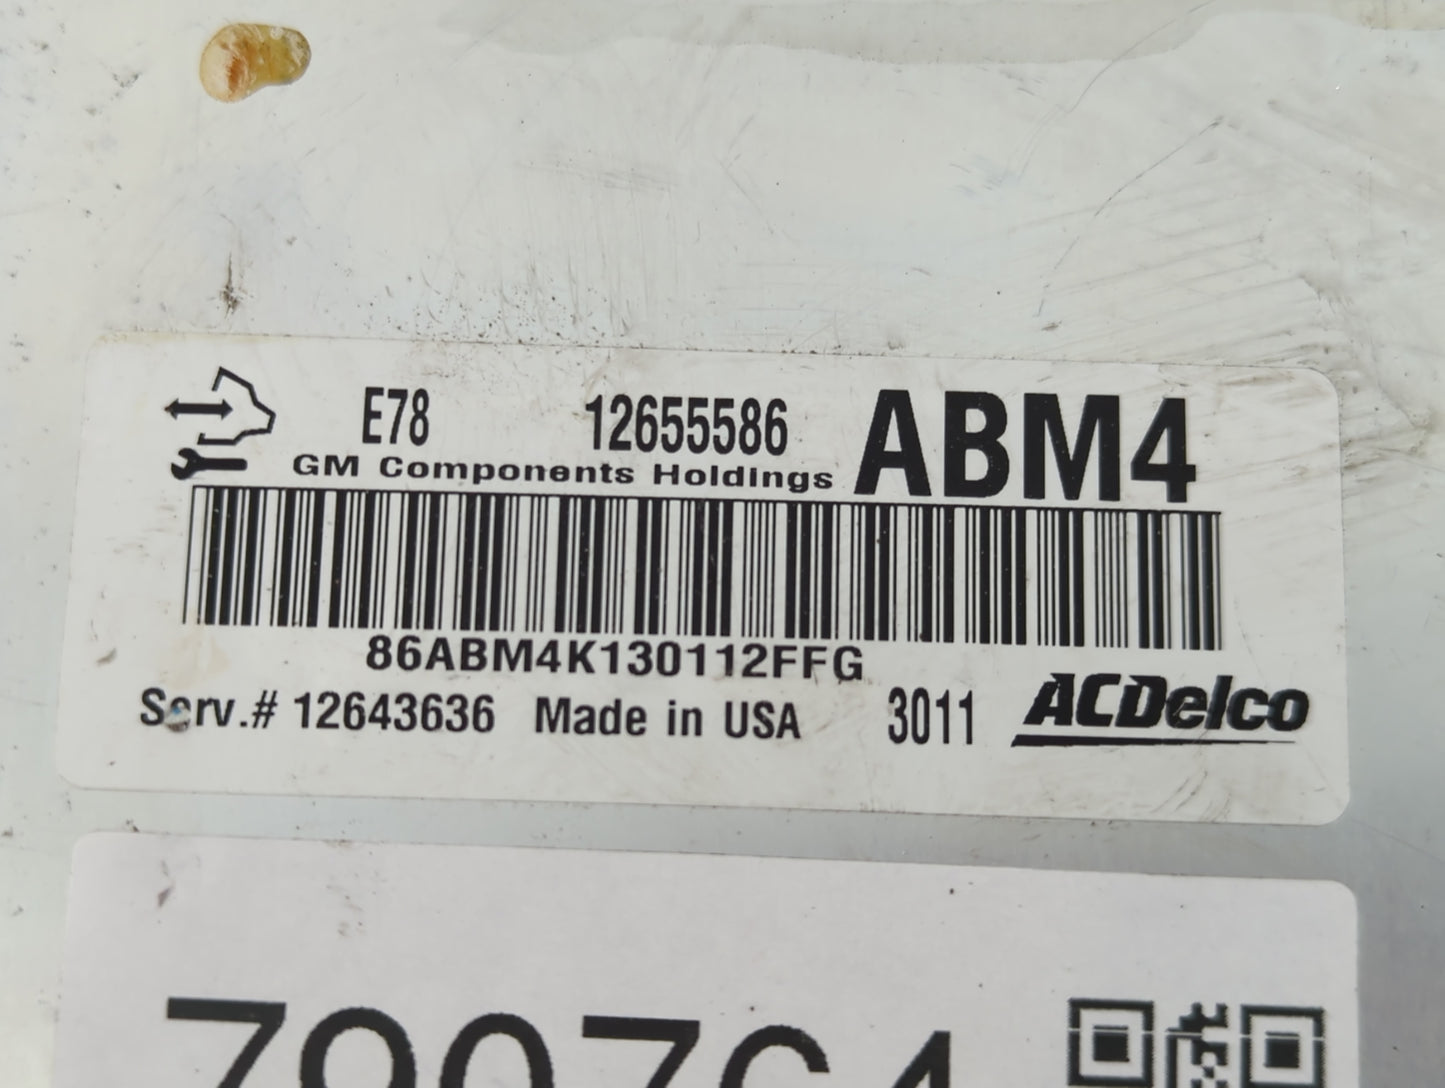 E78 12655586 ABM4
GM Components Holdings
86ABM4K130112FFG
Serv.# 12643636 Made in USA 3011 ACDelco